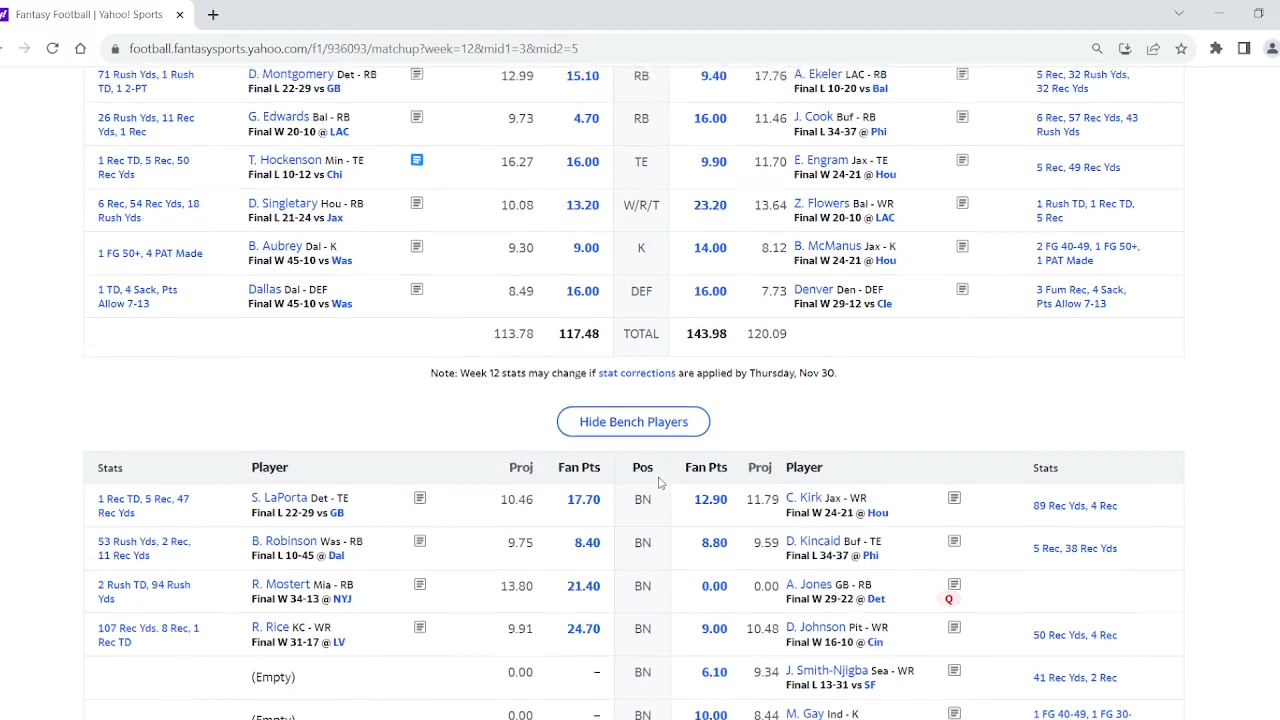 Fantasy Football | Yahoo! Sports
football.fantasysports.yahoo.com/f1/936093/matchup?week=12&mid1=3&mid2=5
71 Rush Yds, 1 Rush TD, 1 2-PT D. Montgomery Det - RB 12.99 15.10 RB 9.40 17.76 A. Ekeler LAC - RB 5 Rec, 32 Rush Yds, 32 Rec Yds
Final L 22-29 vs GB Final L 10-20 vs Bal
26 Rush Yds, 11 Rec Yds, 1 Rec G. Edwards Bal - RB 9.73 4.70 RB 16.00 11.46 J. Cook Buf - RB 6 Rec, 57 Rec Yds, 43 Rush Yds
Final W 20-10 @ LAC Final L 34-37 @ Phi
1 Rec TD, 5 Rec, 50 Rec Yds T. Hockenson Min - TE 16.27 16.00 TE 9.90 11.70 E. Engram Jax - TE 5 Rec, 49 Rec Yds
Final L 10-12 vs Chi Final W 24-21 @ Hou
6 Rec, 54 Rec Yds, 18 Rush Yds D. Singletary Hou - RB 10.08 13.20 W/R/T 23.20 13.64 Z. Flowers Bal - WR 1 Rush TD, 1 Rec TD, 5 Rec
Final L 21-24 vs Jax Final W 20-10 @ LAC
1 FG 50+, 4 PAT Made B. Aubrey Dal - K 9.30 9.00 K 14.00 8.12 B. McManus Jax - K 2 FG 40-49, 1 FG 50+, 1 PAT Made
Final W 45-10 vs Was Final W 24-21 @ Hou
1 TD, 4 Sack, Pts Allow 7-13 Dallas Dal - DEF 8.49 16.00 DEF 16.00 7.73 Denver Den - DEF 3 Fum Rec, 4 Sack, Pts Allow 7-13
Final W 45-10 vs Was Final W 29-12 vs Cle
113.78 117.48 TOTAL 143.98 120.09
Note: Week 12 stats may change if stat corrections are applied by Thursday, Nov 30.
Hide Bench Players
Stats Player Proj Fan Pts Pos Fan Pts Proj Player Stats
1 Rec TD, 5 Rec, 47 Rec Yds S. LaPorta Det - TE 10.46 17.70 BN 12.90 11.79 C. Kirk Jax - WR 89 Rec Yds, 4 Rec
Final L 22-29 vs GB Final W 24-21 @ Hou
53 Rush Yds, 2 Rec, 11 Rec Yds B. Robinson Was - RB 9.75 8.40 BN 8.80 9.59 D. Kincaid Buf - TE 5 Rec, 38 Rec Yds
Final L 10-45 @ Dal Final L 34-37 @ Phi
2 Rush TD, 94 Rush Yds R. Mostert Mia - RB 13.80 21.40 BN 0.00 0.00 A. Jones GB - RB
Final W 34-13 @ NYJ Final W 29-22 @ Det Q
107 Rec Yds, 8 Rec, 1 Rec TD R. Rice KC - WR 9.91 24.70 BN 9.00 10.48 D. Johnson Pit - WR 50 Rec Yds, 4 Rec
Final W 31-17 @ LV Final W 16-10 @ Cin
(Empty) 0.00 – BN 6.10 9.34 J. Smith-Njigba Sea - WR 41 Rec Yds, 2 Rec
Final L 13-31 vs SF
(Empty) 0.00 – BN 10.00 8.44 M. Gay Ind - K 1 FG 40-49, 1 FG 30-